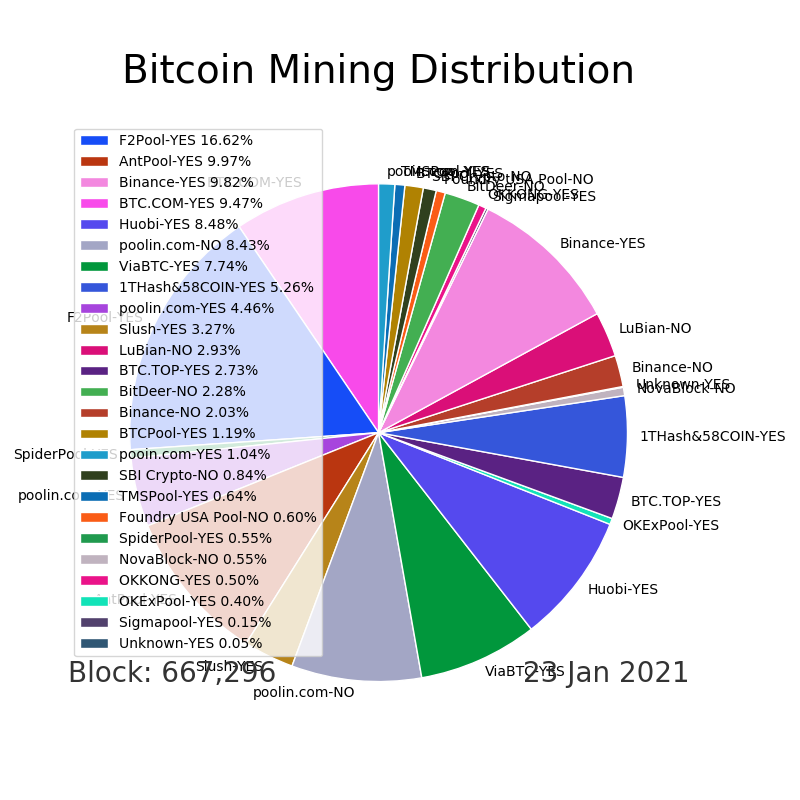 Bitcoin Mining Distribution
F2Pool-YES 16.62%
AntPool-YES 9.97%
Binance-YES 9.82%
BTC.COM-YES 9.47%
Huobi-YES 8.48%
poolin.com-NO 8.43%
ViaBTC-YES 7.74%
1THash&58COIN-YES 5.26%
poolin.com-YES 4.46%
Slush-YES 3.27%
LuBian-NO 2.93%
BTC.TOP-YES 2.73%
BitDeer-NO 2.28%
Binance-NO 2.03%
BTCPool-YES 1.19%
pooin.com-YES 1.04%
SBI Crypto-NO 0.84%
TMSPool-YES 0.64%
Foundry USA Pool-NO 0.60%
SpiderPool-YES 0.55%
NovaBlock-NO 0.55%
OKKONG-YES 0.50%
OKExPool-YES 0.40%
Sigmapool-YES 0.15%
Unknown-YES 0.05%
BitDeer-NO
OKKONG-YES
Sigmapool-YES
Binance-YES
LuBian-NO
Binance-NO
Unknown-YES
NovaBlock-NO
1THash&58COIN-YES
BTC.TOP-YES
OKExPool-YES
Huobi-YES
ViaBTC-YES
poolin.com-NO
Slush-YES
F2Pool-YES
Block: 667,296
23 Jan 2021